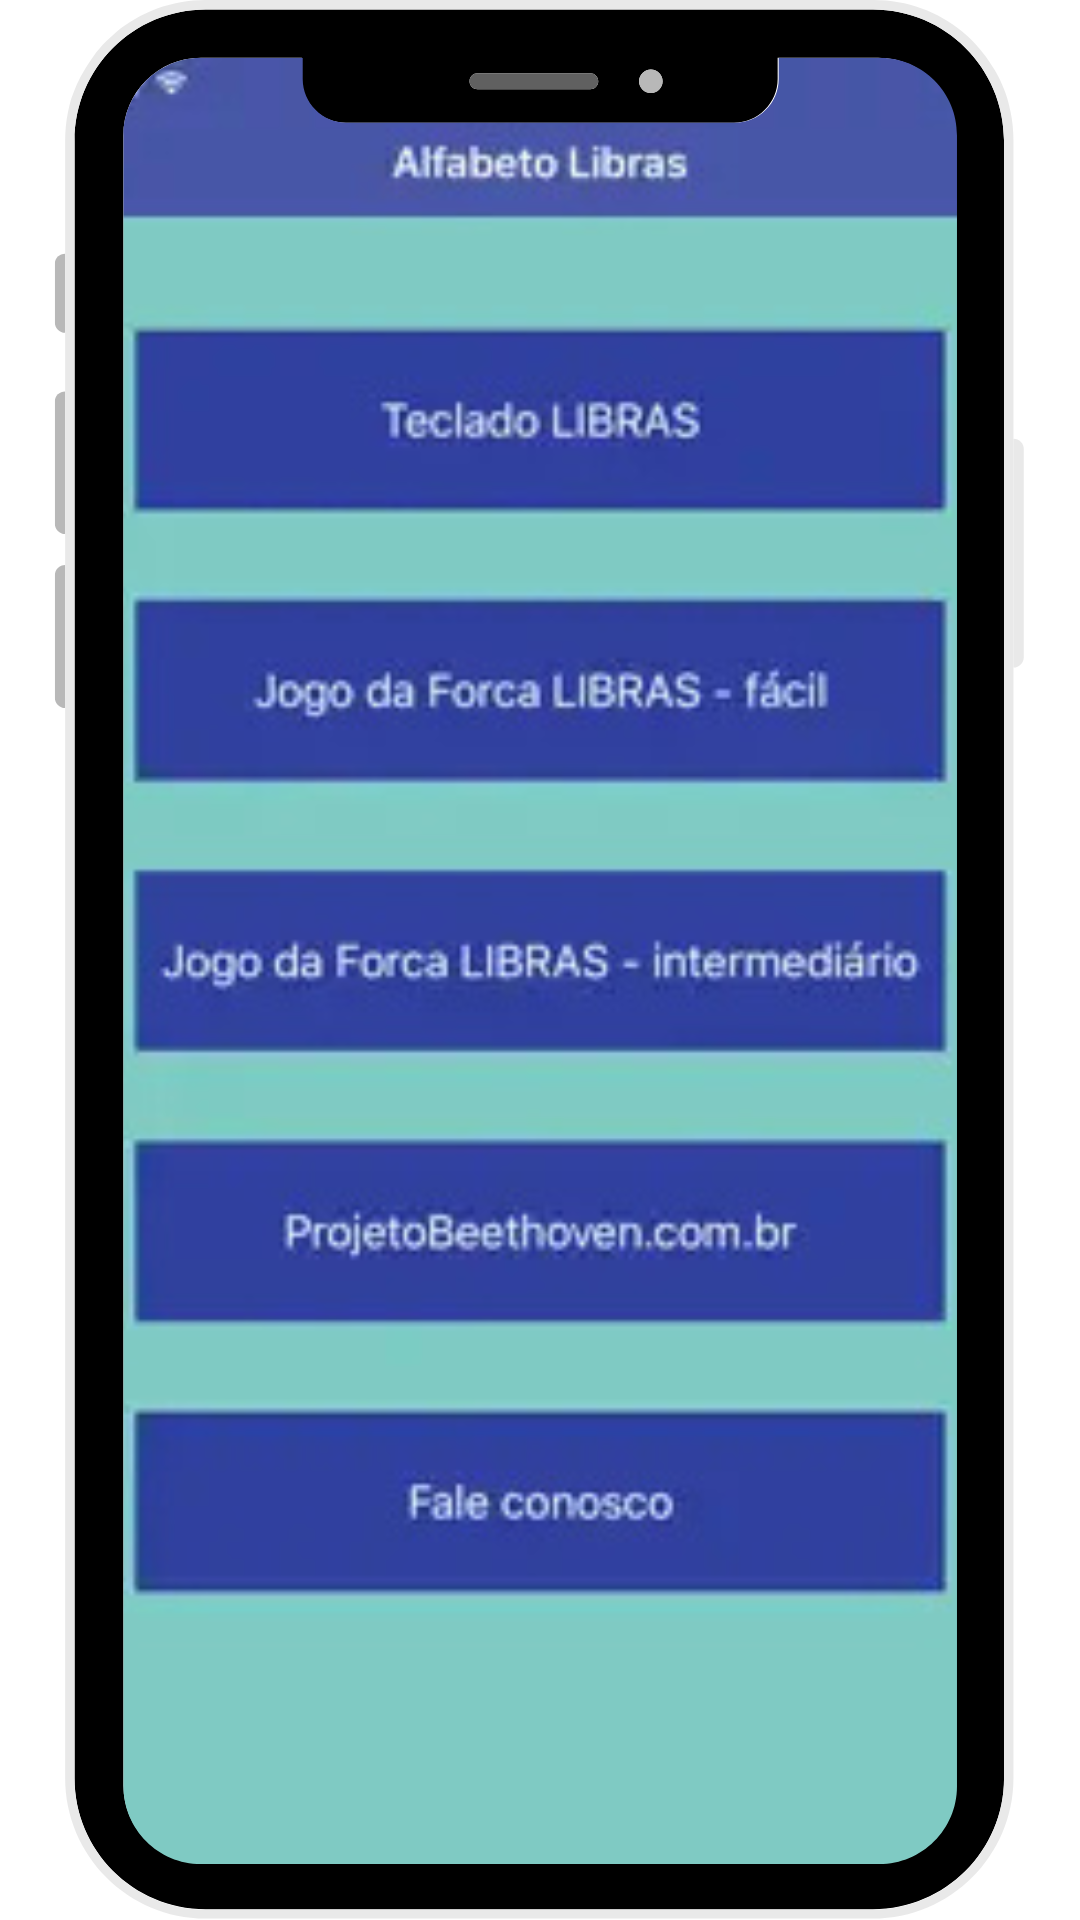 Alfabeto Libras
Teclado LIBRAS
Jogo da Forca LIBRAS - fácil
Jogo da Forca LIBRAS - intermediário
ProjetoBeethoven.com.br
Fale conosco